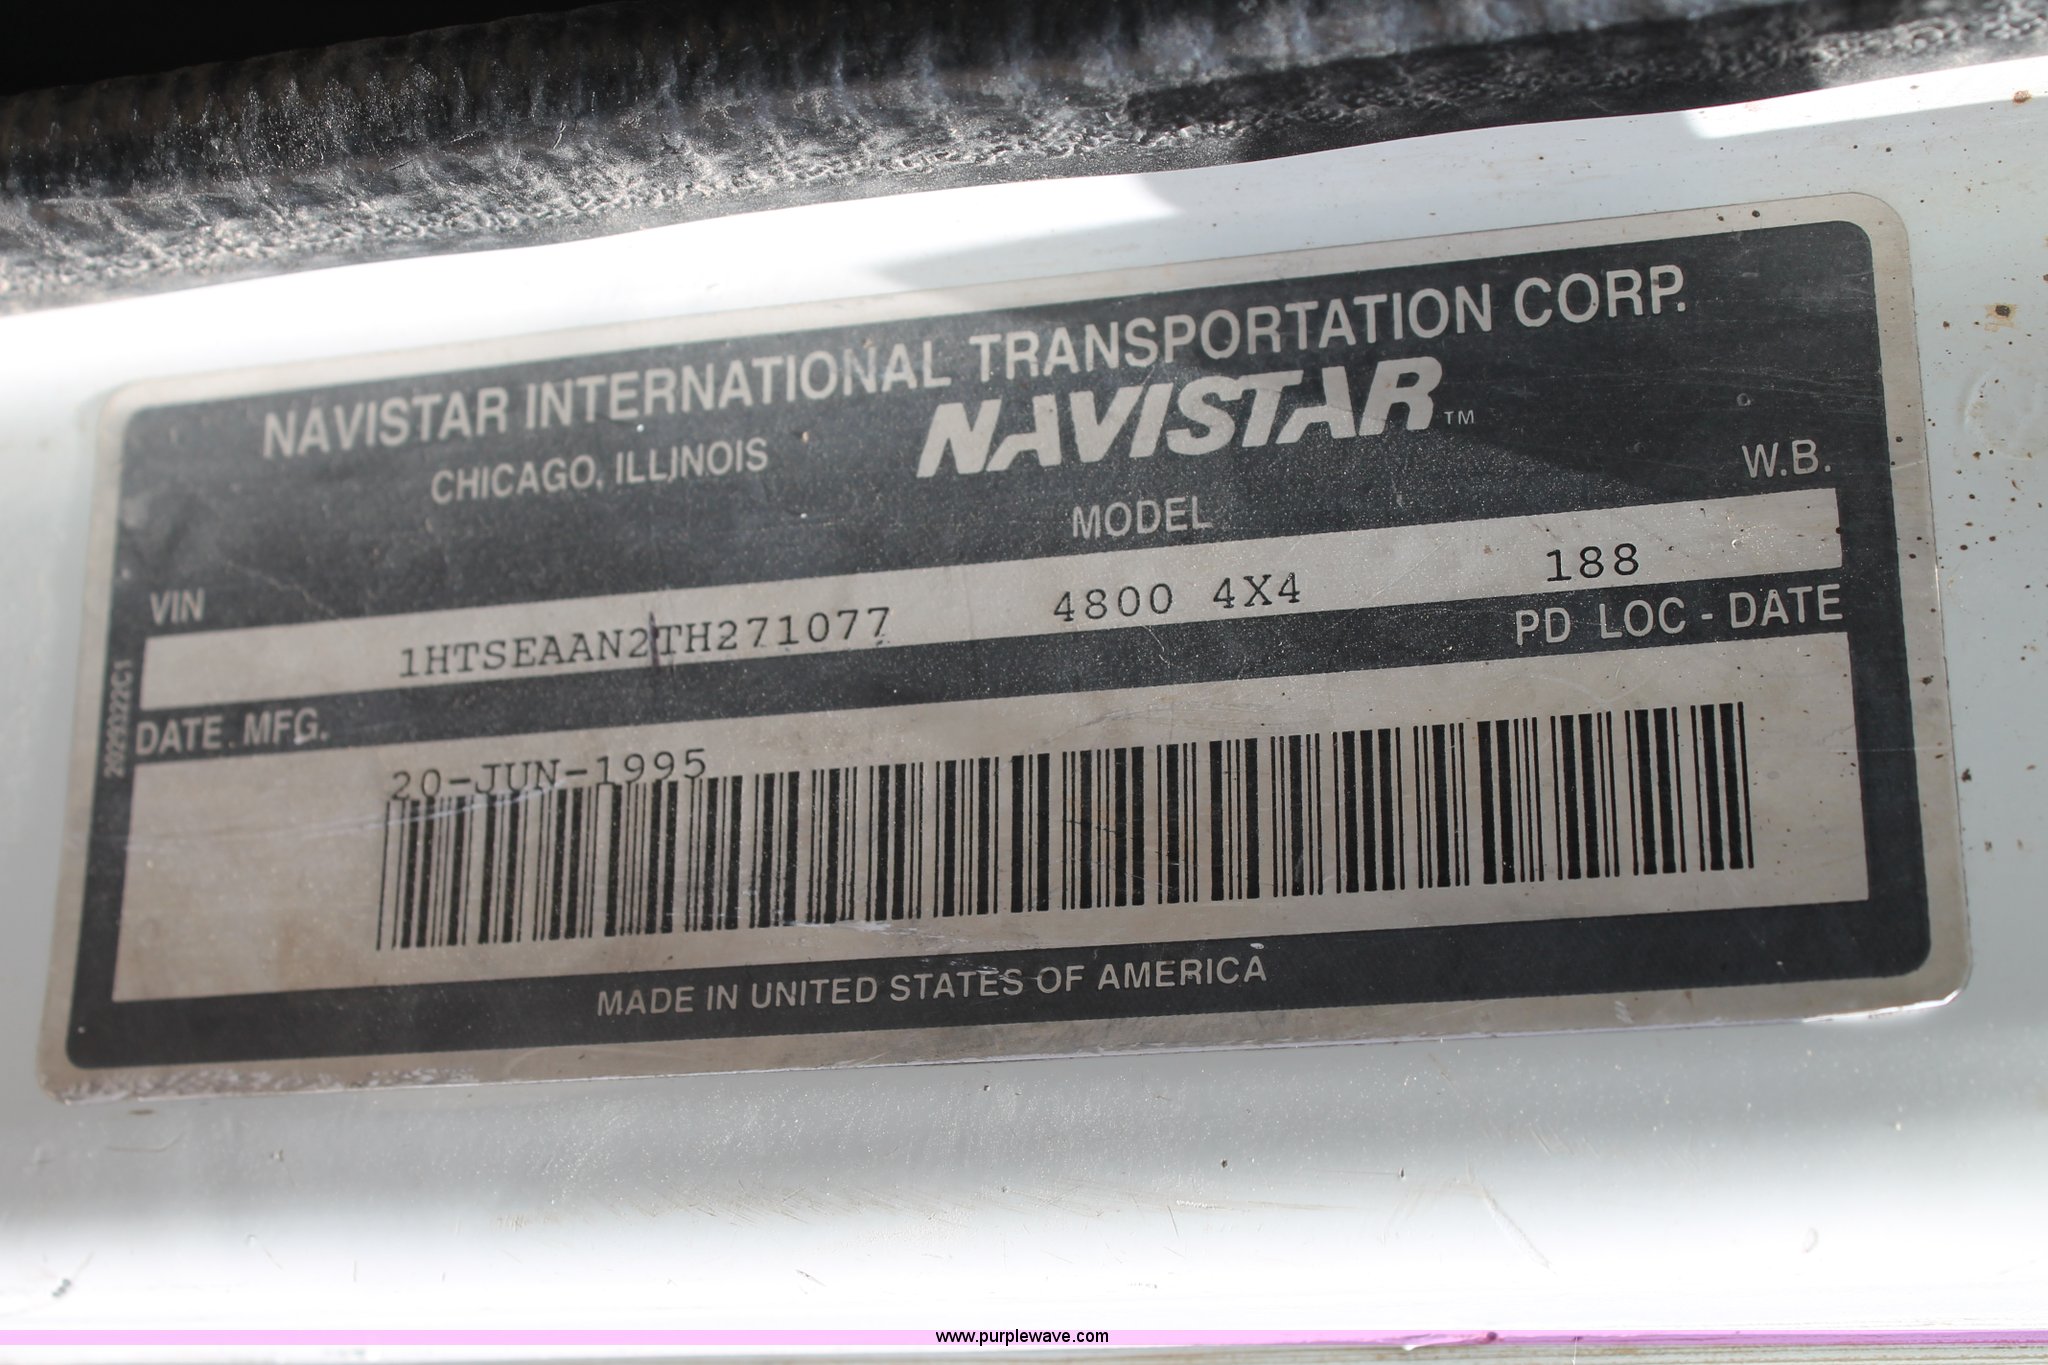 NAVISTAR INTERNATIONAL TRANSPORTATION CORP.
CHICAGO, ILLINOIS
NAVISTAR™
VIN
MODEL
W.B.
1HTSEAAN2TH271077 4800 4X4 188
DATE MFG.
PD LOC - DATE
20-JUN-1995
2029322C1
MADE IN UNITED STATES OF AMERICA
www.purplewave.com